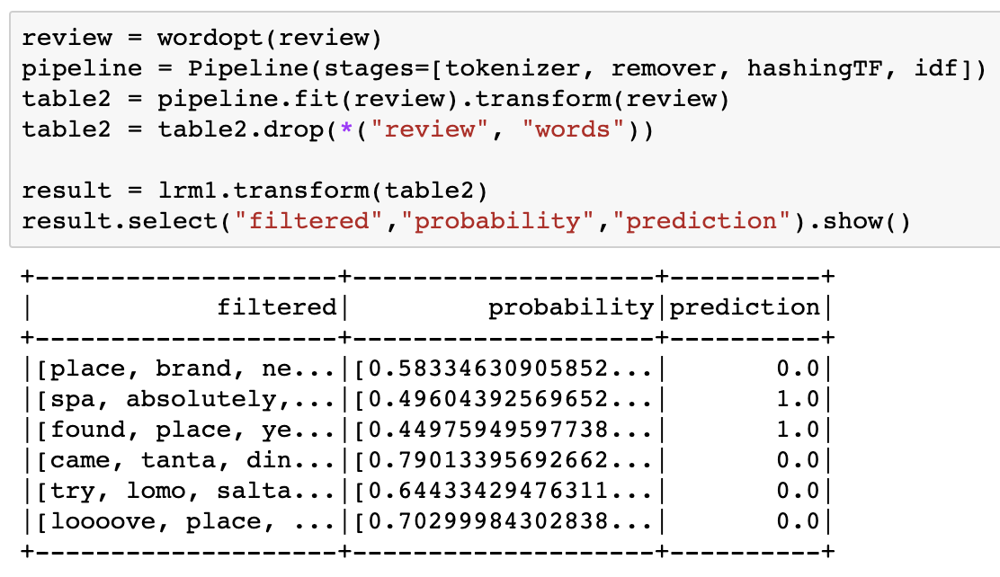 review = wordopt(review)
pipeline = Pipeline(stages=[tokenizer, remover, hashingTF, idf])
table2 = pipeline.fit(review).transform(review)
table2 = table2.drop(*("review", "words"))
result = lrm1.transform(table2)
result.select("filtered","probability","prediction").show()
+--------------------+--------------------+----------+
|            filtered|         probability|prediction|
+--------------------+--------------------+----------+
|[place, brand, ne...|[0.58334630905852...|       0.0|
|[spa, absolutely,...|[0.49604392569652...|       1.0|
|[found, place, ye...|[0.44975949597738...|       1.0|
|[came, tanta, din...|[0.79013395692662...|       0.0|
|[try, lomo, salta...|[0.64433429476311...|       0.0|
|[loooove, place, ...|[0.70299984302838...|       0.0|
+--------------------+--------------------+----------+